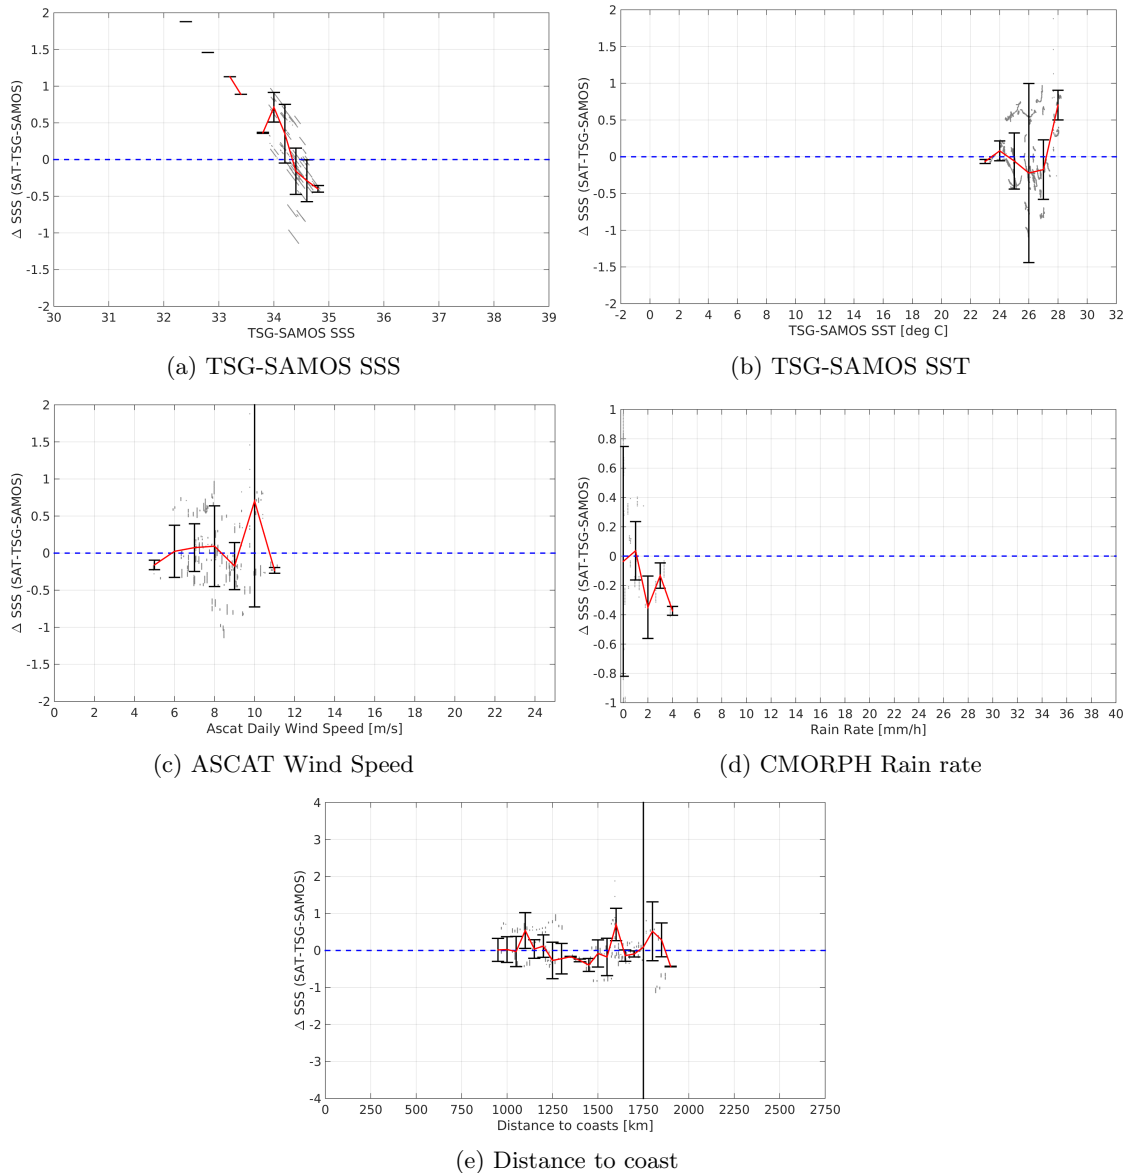 2
1.5
1
0.5
0
-0.5
-1
-1.5
-2
Δ SSS (SAT-TSG-SAMOS)
30 31 32 33 34 35 36 37 38 39
TSG-SAMOS SSS
(a) TSG-SAMOS SSS
2
1.5
1
0.5
0
-0.5
-1
-1.5
-2
Δ SSS (SAT-TSG-SAMOS)
-2 0 2 4 6 8 10 12 14 16 18 20 22 24 26 28 30 32
TSG-SAMOS SST [deg C]
(b) TSG-SAMOS SST
2
1.5
1
0.5
0
-0.5
-1
-1.5
-2
Δ SSS (SAT-TSG-SAMOS)
0 2 4 6 8 10 12 14 16 18 20 22 24
Ascat Daily Wind Speed [m/s]
(c) ASCAT Wind Speed
1
0.8
0.6
0.4
0.2
0
-0.2
-0.4
-0.6
-0.8
-1
Δ SSS (SAT-TSG-SAMOS)
0 2 4 6 8 10 12 14 16 18 20 22 24 26 28 30 32 34 36 38 40
Rain Rate [mm/h]
(d) CMORPH Rain rate
4
3
2
1
0
-1
-2
-3
-4
Δ SSS (SAT-TSG-SAMOS)
0 250 500 750 1000 1250 1500 1750 2000 2250 2500 2750
Distance to coasts [km]
(e) Distance to coast